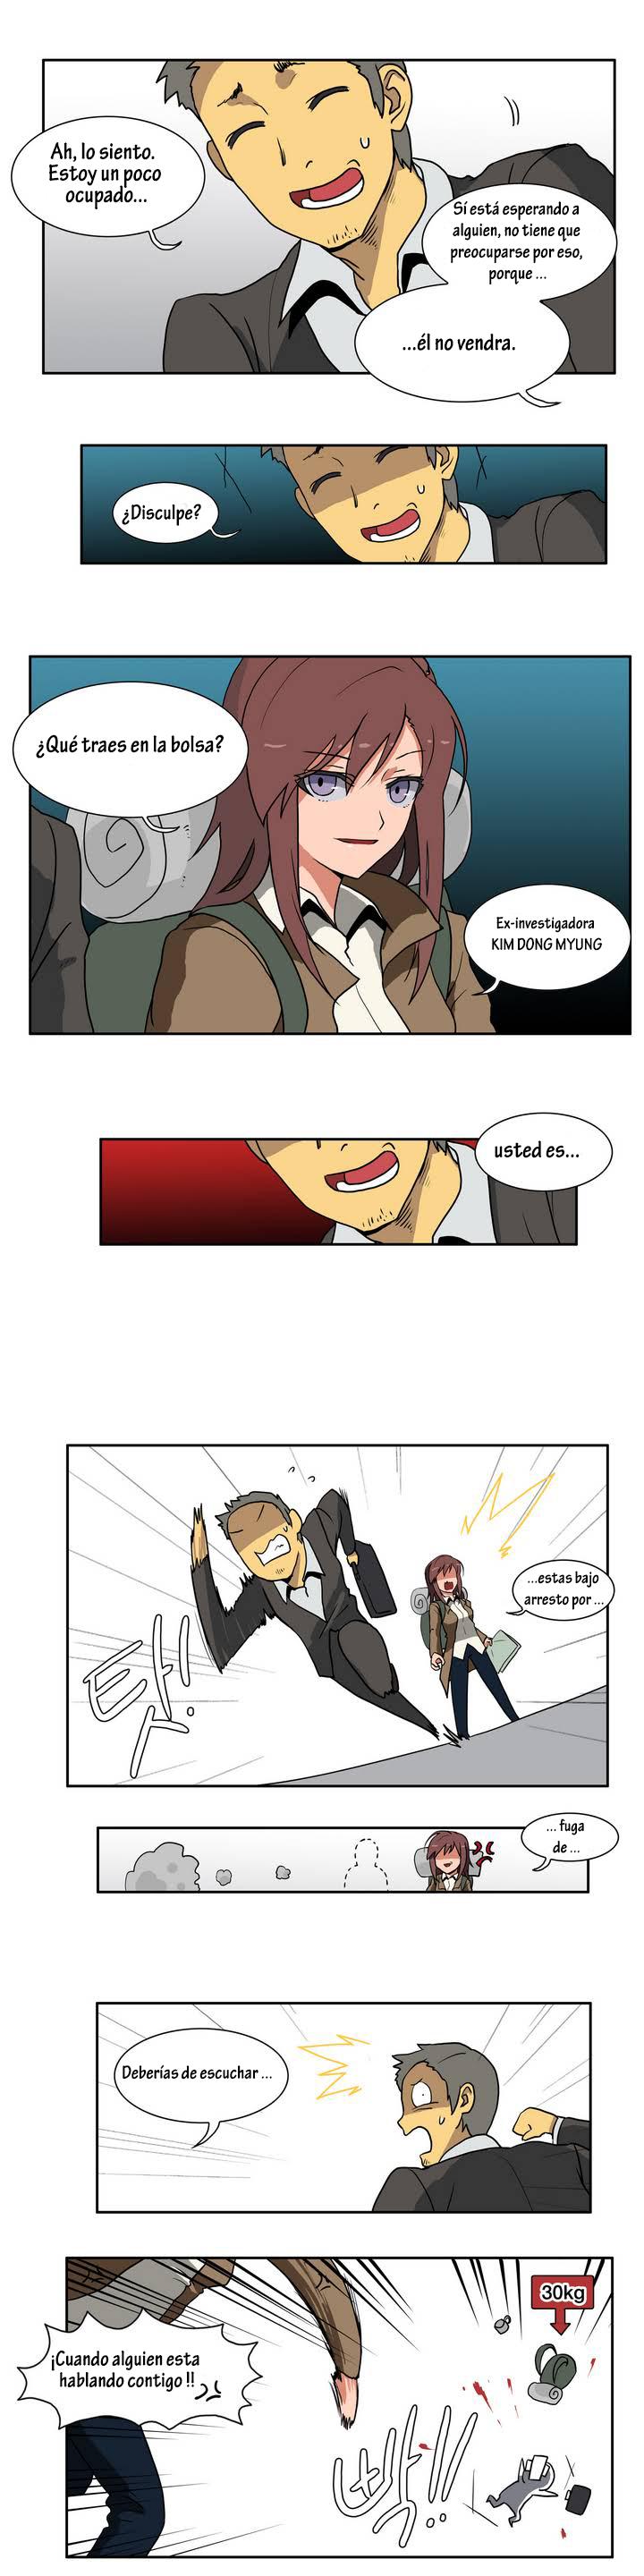 Ah, lo siento.
Estoy un poco
ocupado...
Sí está esperando a
alguien, no tiene que
preocuparse por eso,
porque ...
...él no vendra.
¿Disculpe?
¿Qué traes en la bolsa?
Ex-investigadora
KIM DONG MYUNG
usted es...
...estas bajo
arresto por ...
탓!
... fuga
de ...
Deberías de escuchar ...
30kg
¡Cuando alguien esta
hablando contigo !!
빡!!